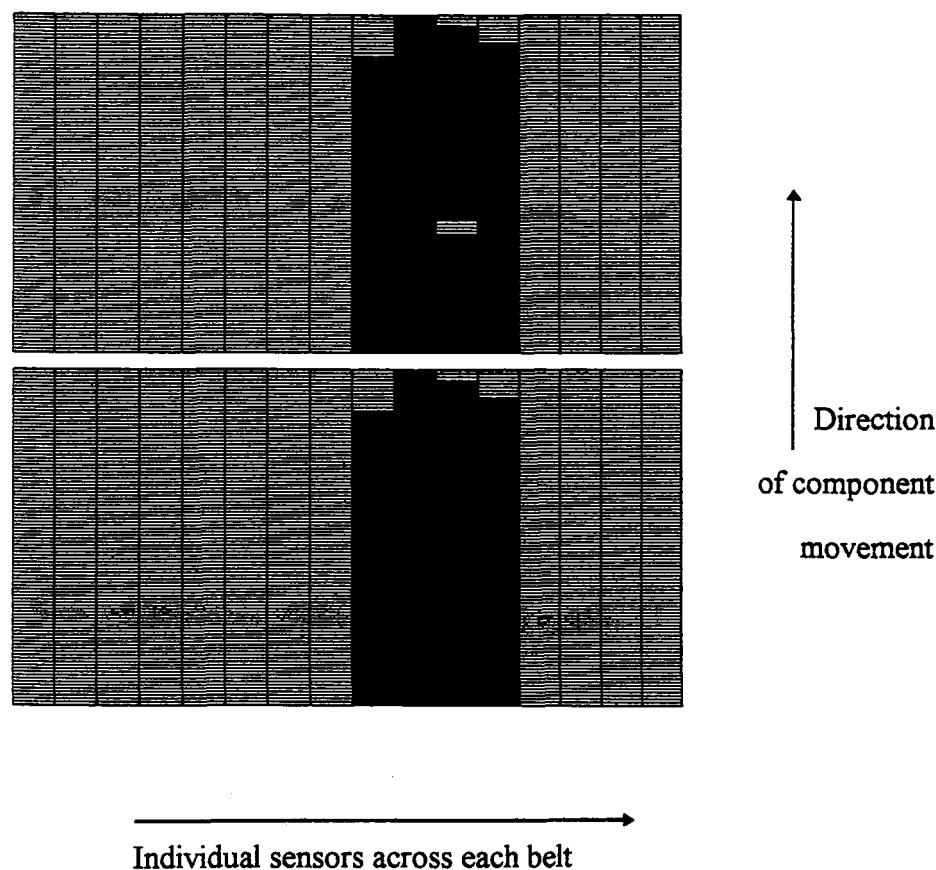 Direction
of component
movement
Individual sensors across each belt